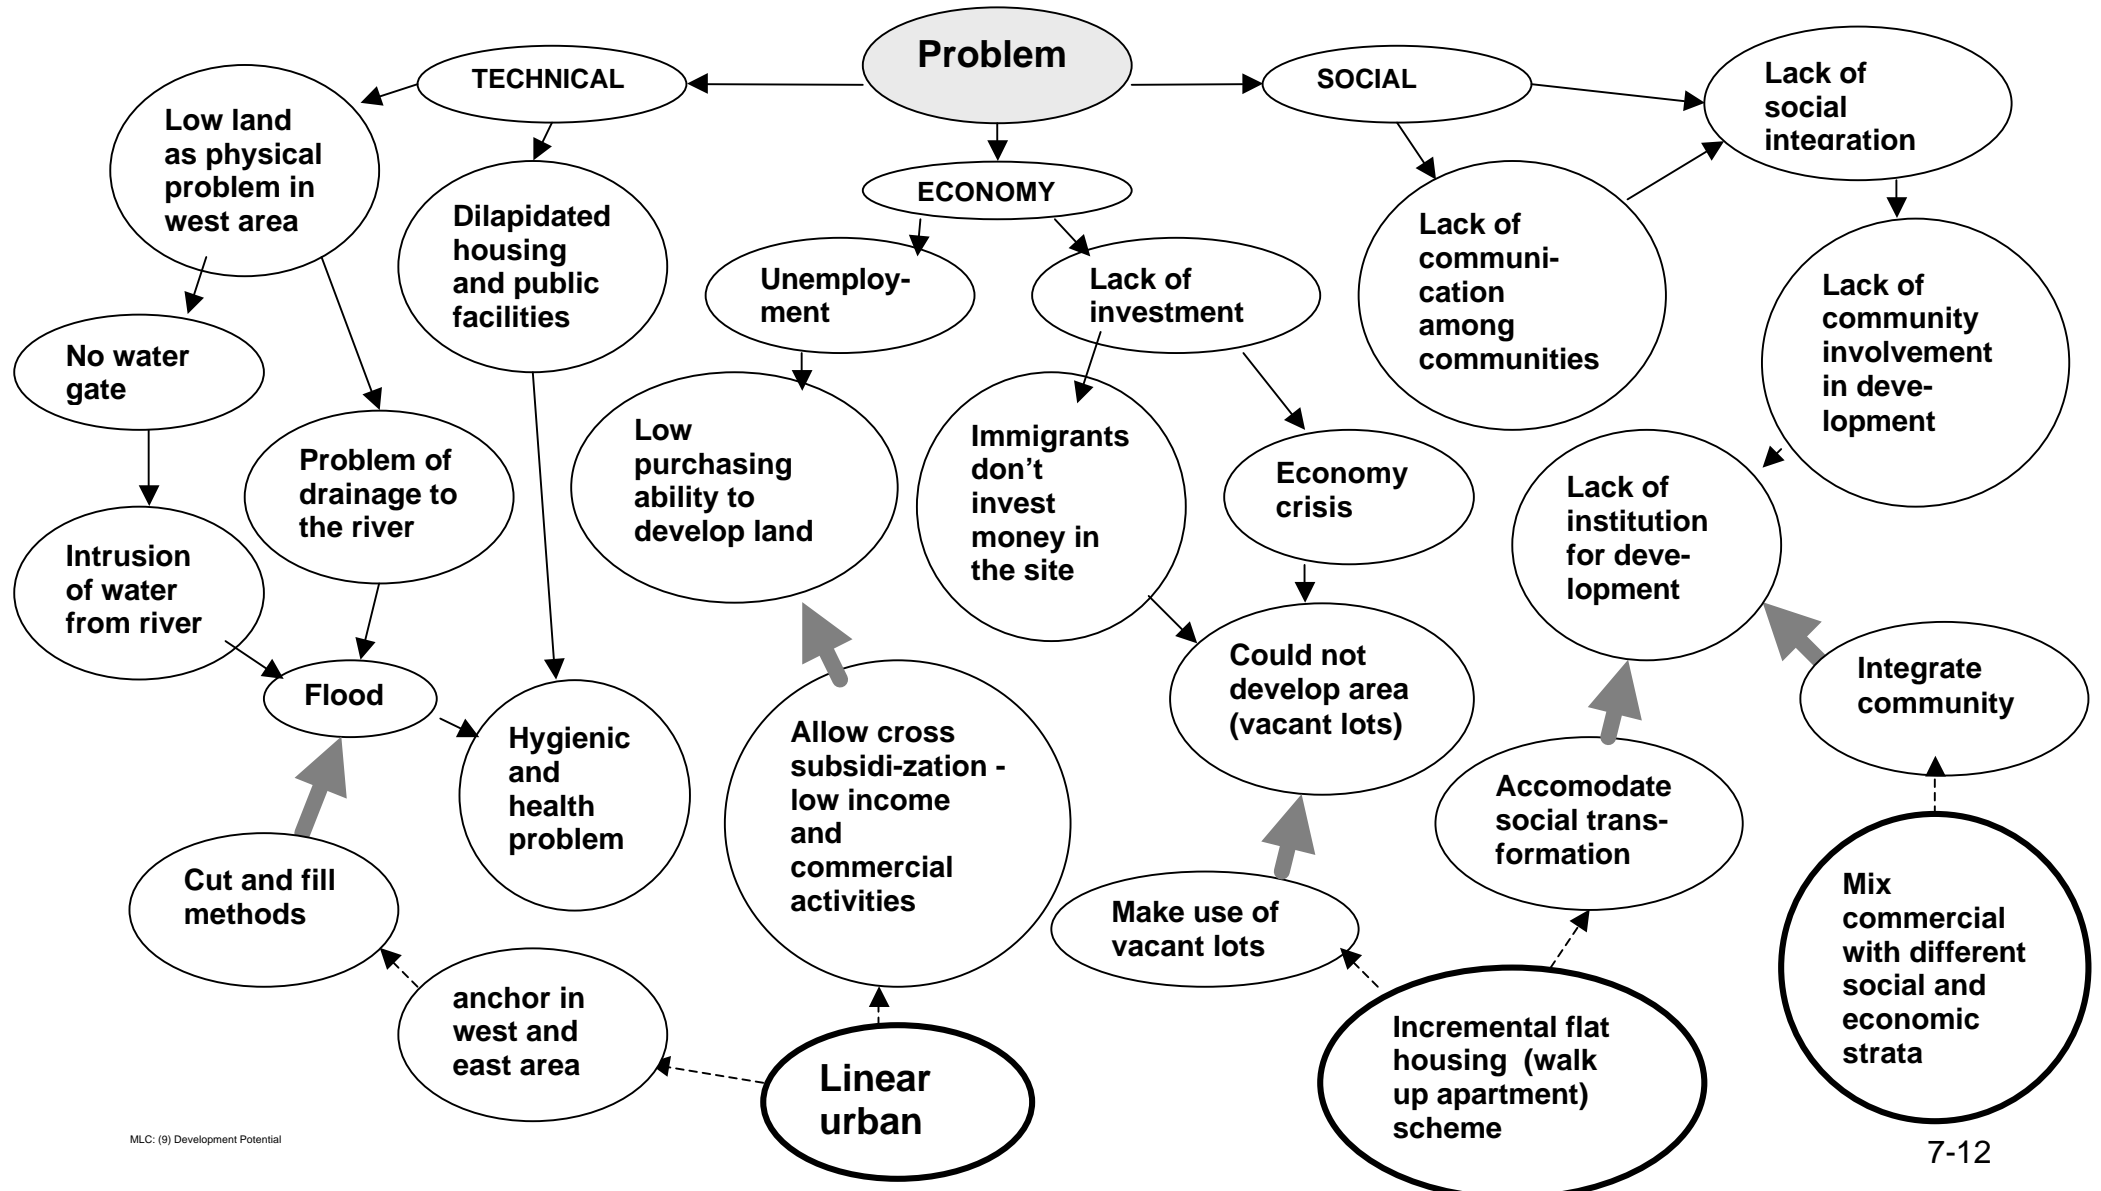 Problem
TECHNICAL
SOCIAL
Lack of
social
integration
Low land
as physical
problem in
west area
ECONOMY
Dilapidated
housing
and public
facilities
Unemploy-
ment
Lack of
investment
Lack of
communi-
cation
among
communities
Lack of
community
involvement
in deve-
lopment
No water
gate
Problem of
drainage to
the river
Low
purchasing
ability to
develop land
Immigrants
don’t
invest
money in
the site
Economy
crisis
Lack of
institution
for deve-
lopment
Intrusion
of water
from river
Flood
Hygienic
and
health
problem
Allow cross
subsidi-zation -
low income
and
commercial
activities
Could not
develop area
(vacant lots)
Integrate
community
Accomodate
social trans-
formation
Cut and fill
methods
Make use of
vacant lots
Mix
commercial
with different
social and
economic
strata
anchor in
west and
east area
Linear
urban
Incremental flat
housing (walk
up apartment)
scheme
MLC: (9) Development Potential
7-12